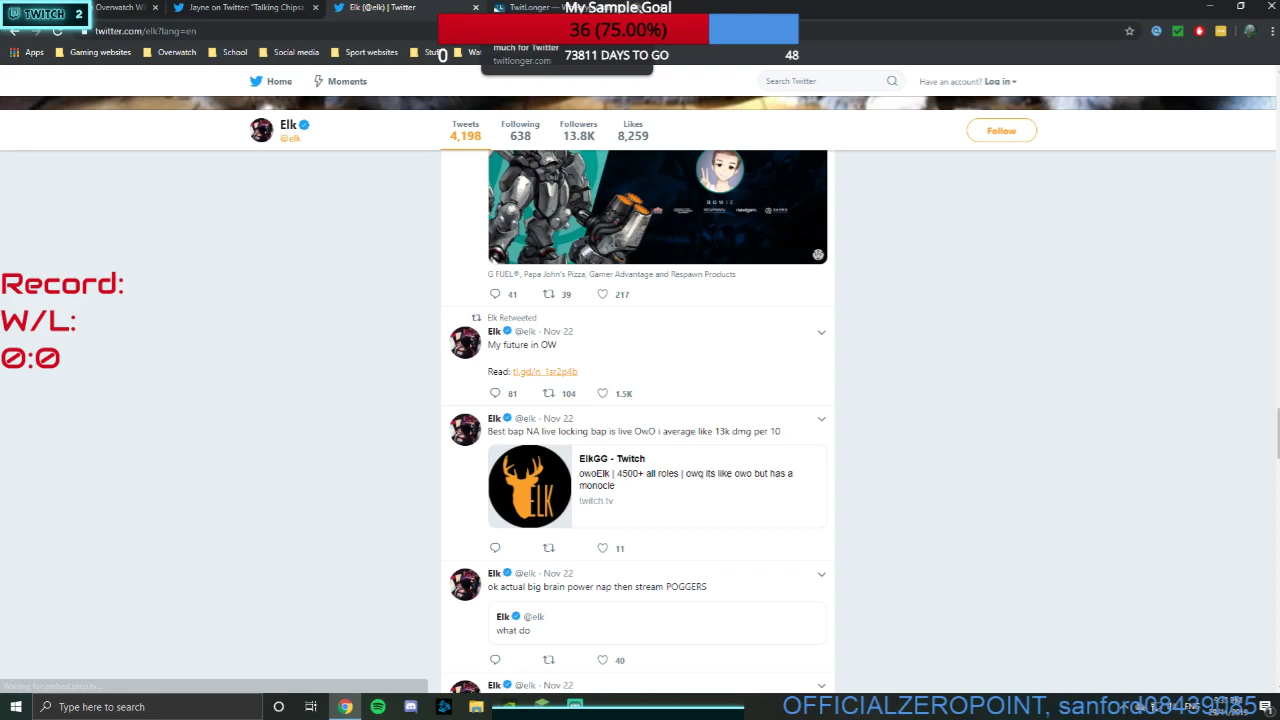 TWITCH 2
Overwatch W
Jayne on Twitter: "Talking Chipsa
Elk (@elk) | Twitter
My Sample Goal
36 (75.00%)
twitter.com/elk?lang=en
Apps
Gaming websites
Overwatch
School
Social media
Sport websites
much for Twitter
twitlonger.com
0
73811 DAYS TO GO
48
Home
Moments
Search Twitter
Have an account? Log in
Elk
@elk
Tweets
4,198
Following
638
Followers
13.8K
Likes
8,259
Follow
BOWIE
G FUEL®, Papa John's Pizza, Gamer Advantage and Respawn Products
41
39
217
Record:
W/L:
0:0
Elk Retweeted
Elk @elk · Nov 22
My future in OW
Read: tl.gd/n_1sr2p4b
81
104
1.5K
Elk @elk · Nov 22
Best bap NA live locking bap is live OwO i average like 13k dmg per 10
ELK
ElkGG - Twitch
owoElk | 4500+ all roles | owq its like owo but has a
monocle
twitch.tv
11
Elk @elk · Nov 22
ok actual big brain power nap then stream POGGERS
Elk @elk
what do
40
Elk @elk · Nov 22
Type here to search